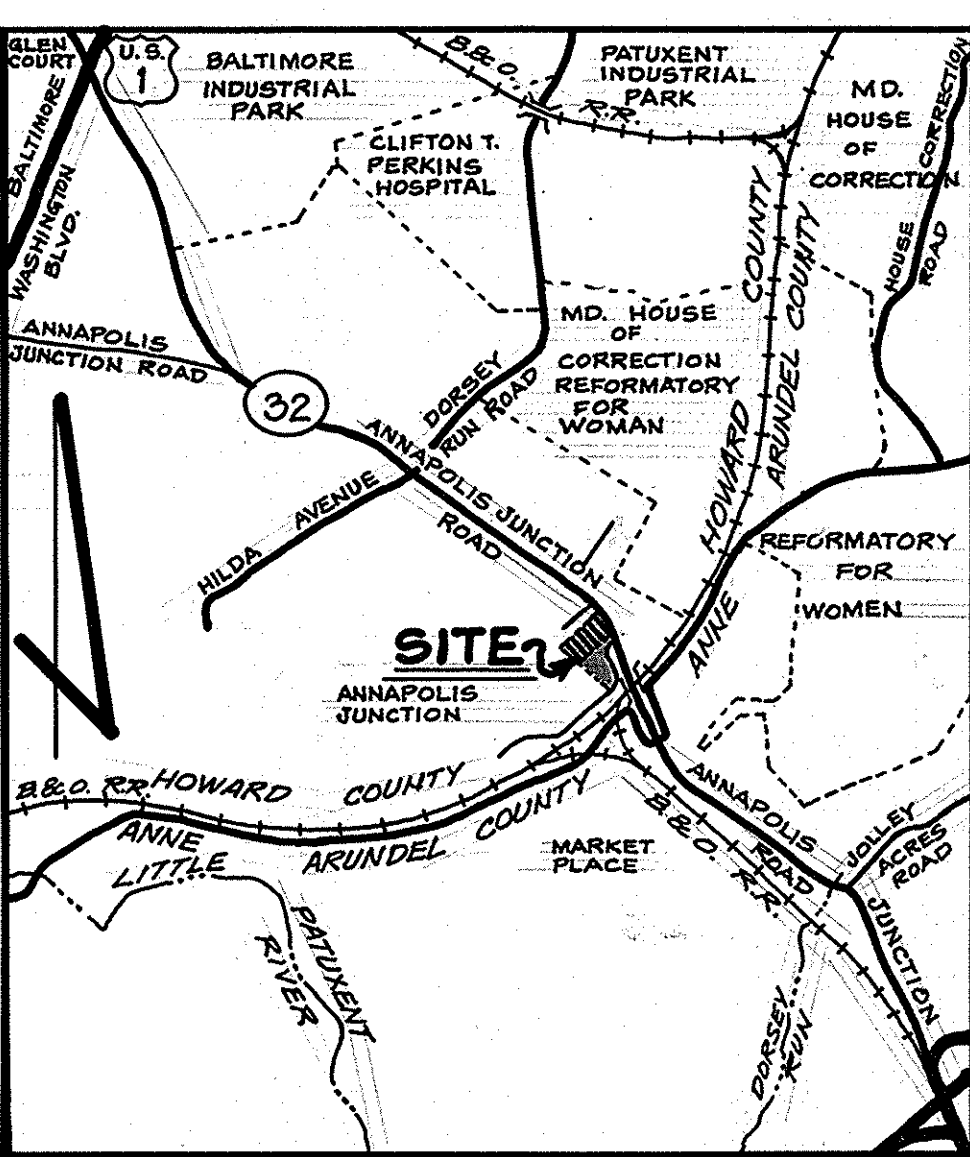 GLEN
COURT
U.S.
1
BALTIMORE
INDUSTRIAL
PARK
B.&O.
R.R.
PATUXENT
INDUSTRIAL
PARK
MD.
HOUSE
OF
CORRECTION
HOUSE CORRECTION
ROAD
BALTIMORE
WASHINGTON
BLVD.
CLIFTON T.
PERKINS
HOSPITAL
HOWARD COUNTY
ANNE ARUNDEL COUNTY
ANNAPOLIS
JUNCTION ROAD
MD. HOUSE
OF
CORRECTION
REFORMATORY
FOR
WOMAN
32
DORSEY
RUN ROAD
ANNAPOLIS JUNCTION
ROAD
HILDA AVENUE
REFORMATORY
FOR
WOMEN
SITE
ANNAPOLIS
JUNCTION
B.&O. R.R.
HOWARD COUNTY
ANNE ARUNDEL COUNTY
LITTLE
PATUXENT
RIVER
MARKET
PLACE
B.&O. R.R.
ANNAPOLIS
ROAD
JUNCTION
JOLLEY
ACRES
ROAD
DORSEY
RUN